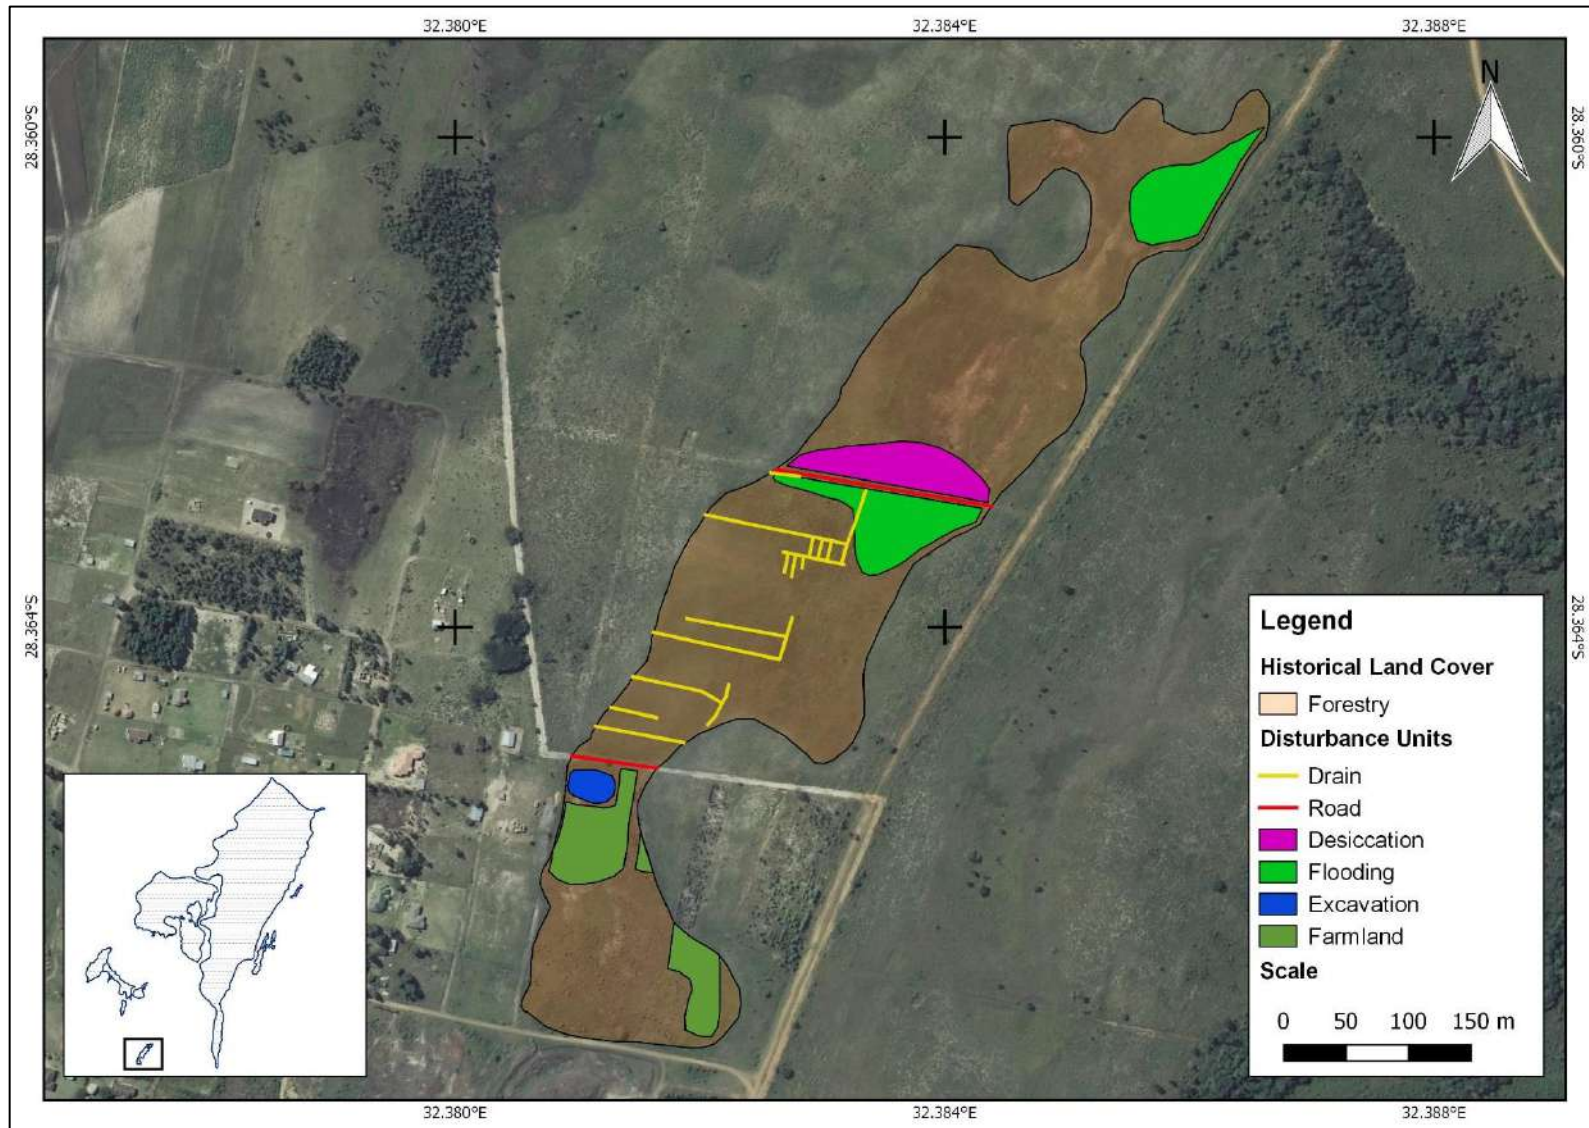 32.380°E
32.384°E
32.388°E
28.360°S
28.360°S
N
28.364°S
28.364°S
Legend
Historical Land Cover
Forestry
Disturbance Units
Drain
Road
Desiccation
Flooding
Excavation
Farmland
Scale
0 50 100 150 m
32.380°E
32.384°E
32.388°E